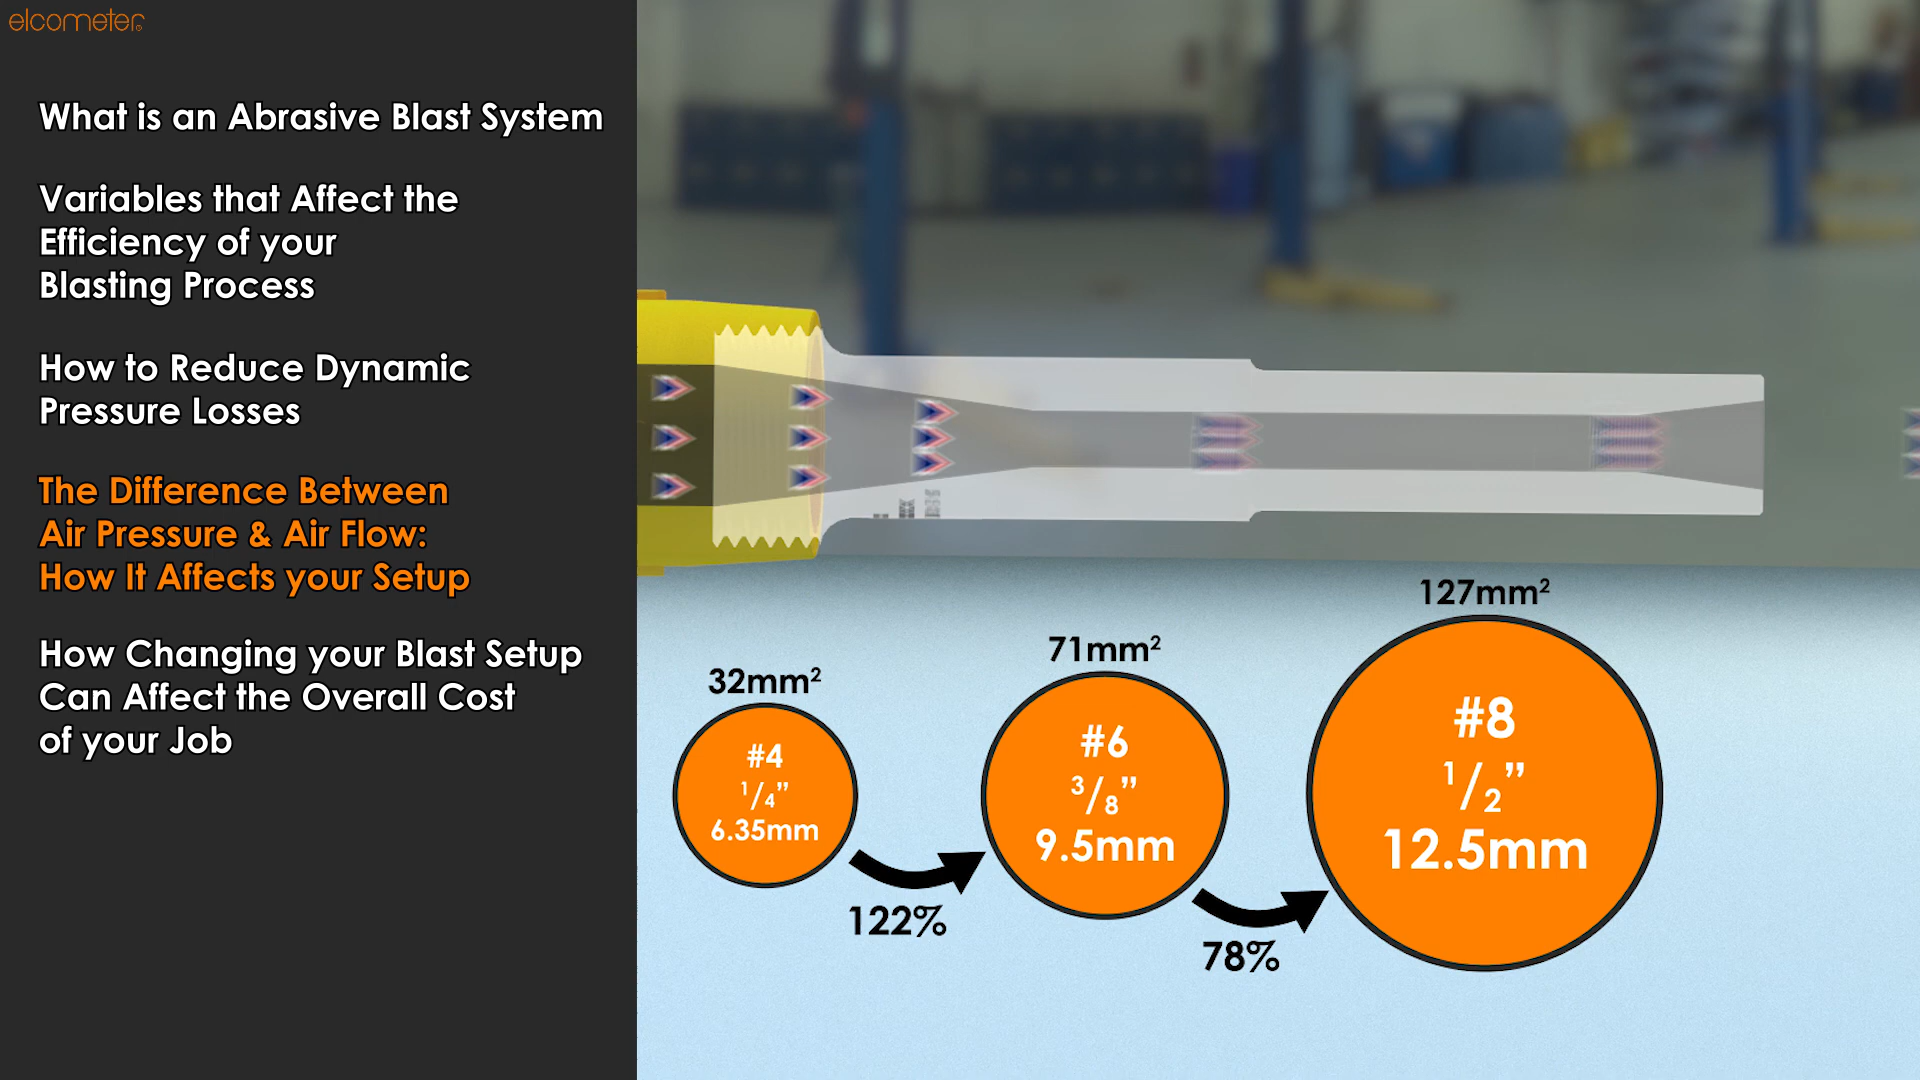 elcometer
What is an Abrasive Blast System
Variables that Affect the
Efficiency of your
Blasting Process
How to Reduce Dynamic
Pressure Losses
The Difference Between
Air Pressure & Air Flow:
How It Affects your Setup
How Changing your Blast Setup
Can Affect the Overall Cost
of your Job
32mm²
#4
1/4”
6.35mm
122%
71mm²
#6
3/8”
9.5mm
78%
127mm²
#8
1/2”
12.5mm